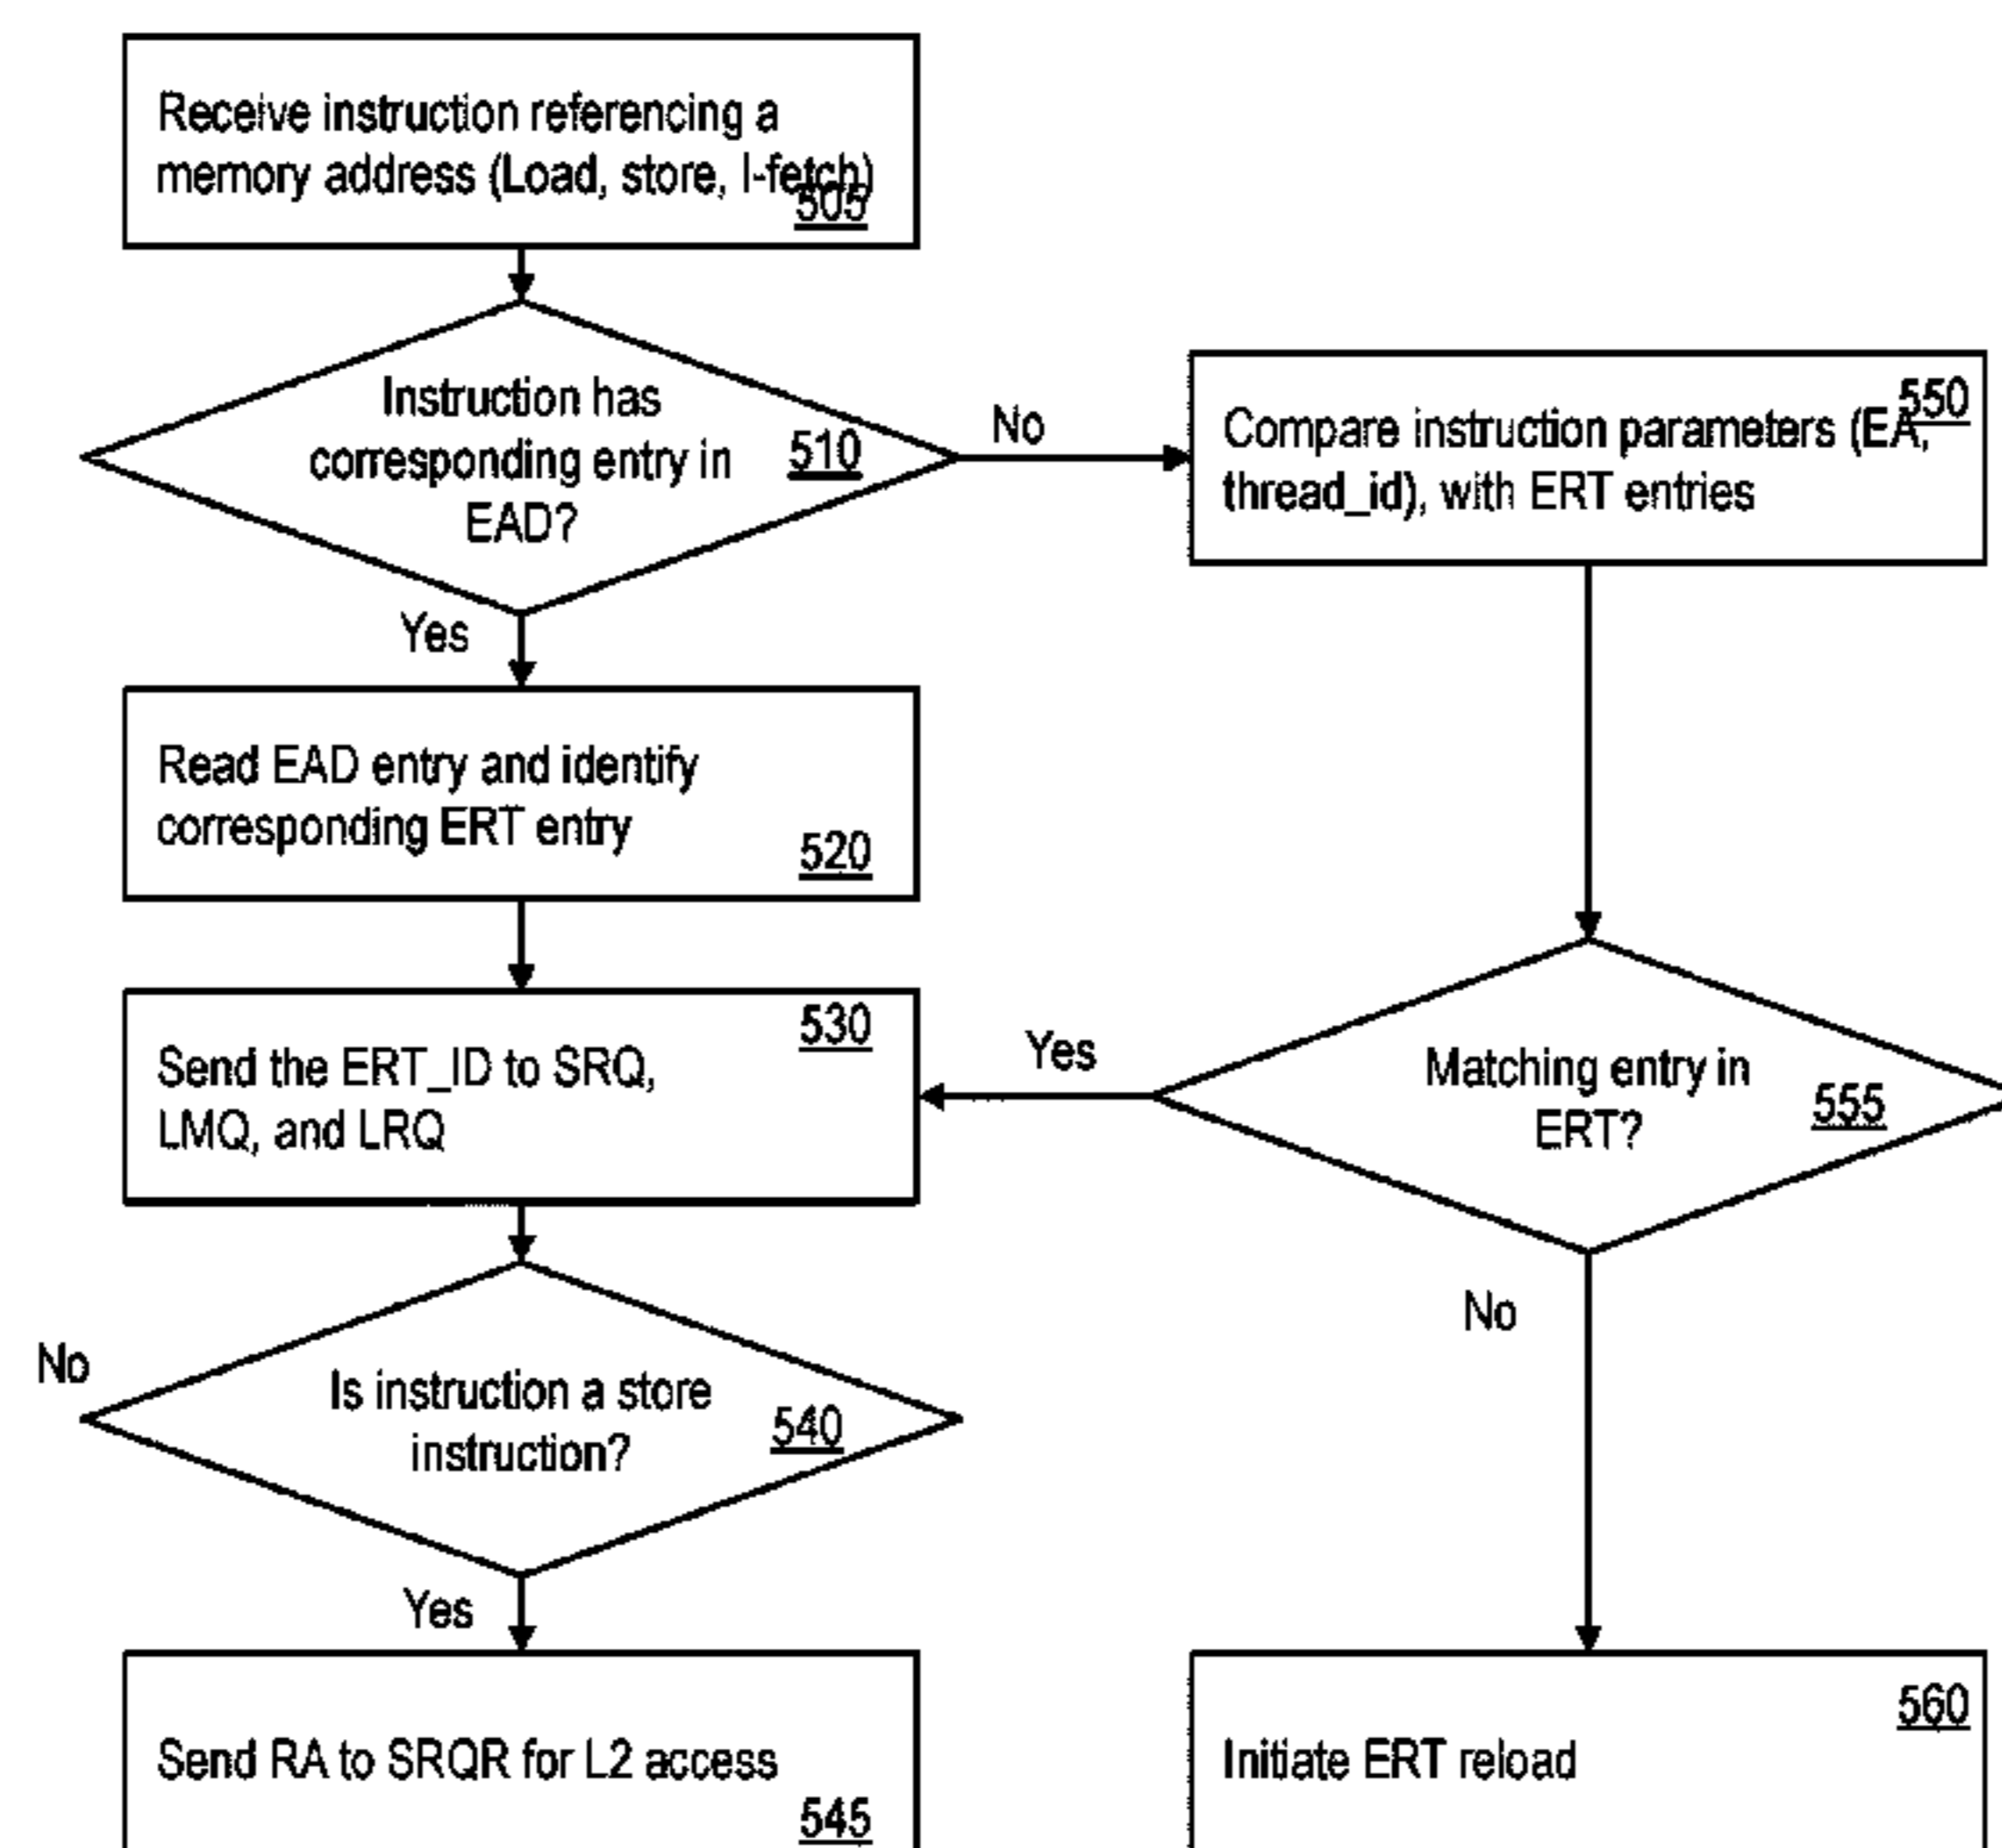 Receive instruction referencing a
memory address (Load, store, I-fetch)
505
Instruction has
corresponding entry in
EAD?
510
No
550
Compare instruction parameters (EA,
thread_id), with ERT entries
Yes
Read EAD entry and identify
corresponding ERT entry
520
530
Send the ERT_ID to SRQ,
LMQ, and LRQ
Yes
Matching entry in
ERT?
555
No
No
Is instruction a store
instruction?
540
Yes
Send RA to SRQR for L2 access
545
560
Initiate ERT reload